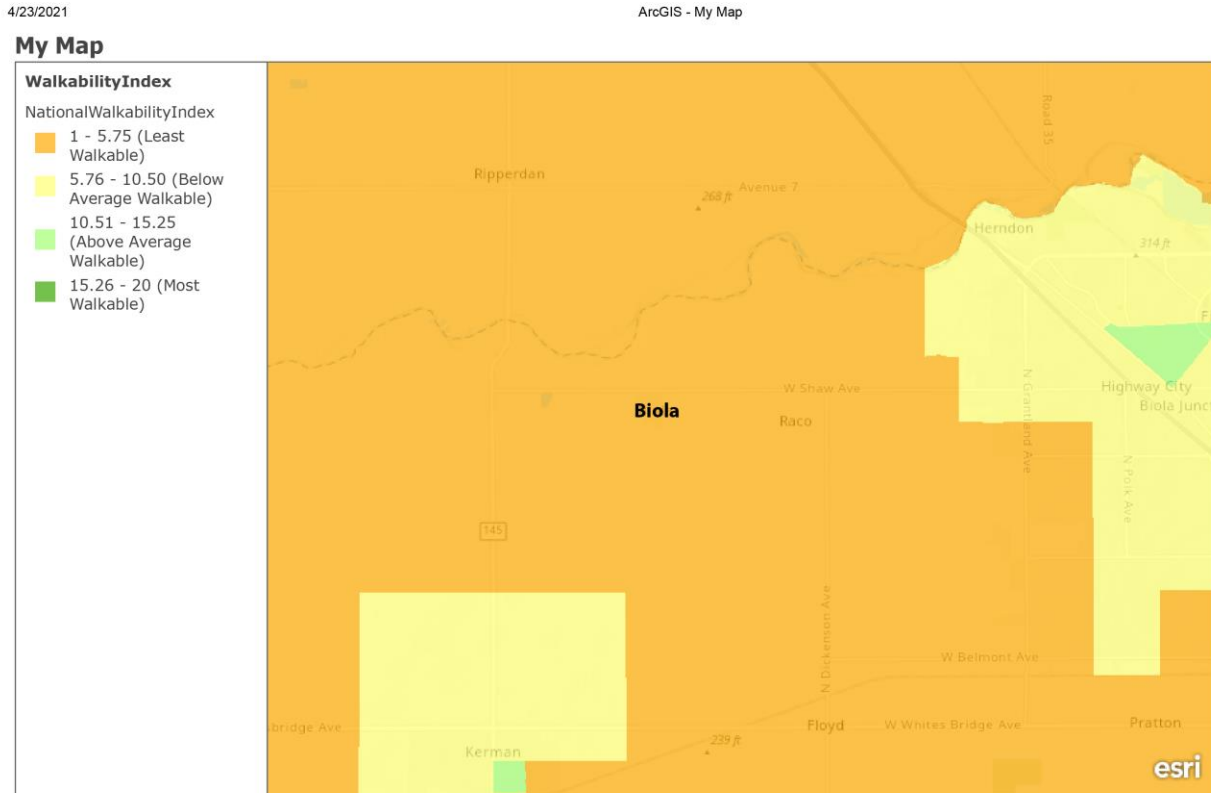 4/23/2021
ArcGIS - My Map
My Map
WalkabilityIndex
NationalWalkabilityIndex
1 - 5.75 (Least
Walkable)
5.76 - 10.50 (Below
Average Walkable)
10.51 - 15.25
(Above Average
Walkable)
15.26 - 20 (Most
Walkable)
Road 35
Ripperdan
Avenue 7
268 ft
Herndon
314 ft
F
W Shaw Ave
Highway City
Biola Junct
Biola
Raco
N Grantland Ave
N Polk Ave
145
N Dickenson Ave
W Belmont Ave
bridge Ave
Floyd
W Whites Bridge Ave
Pratton
239 ft
Kerman
esri